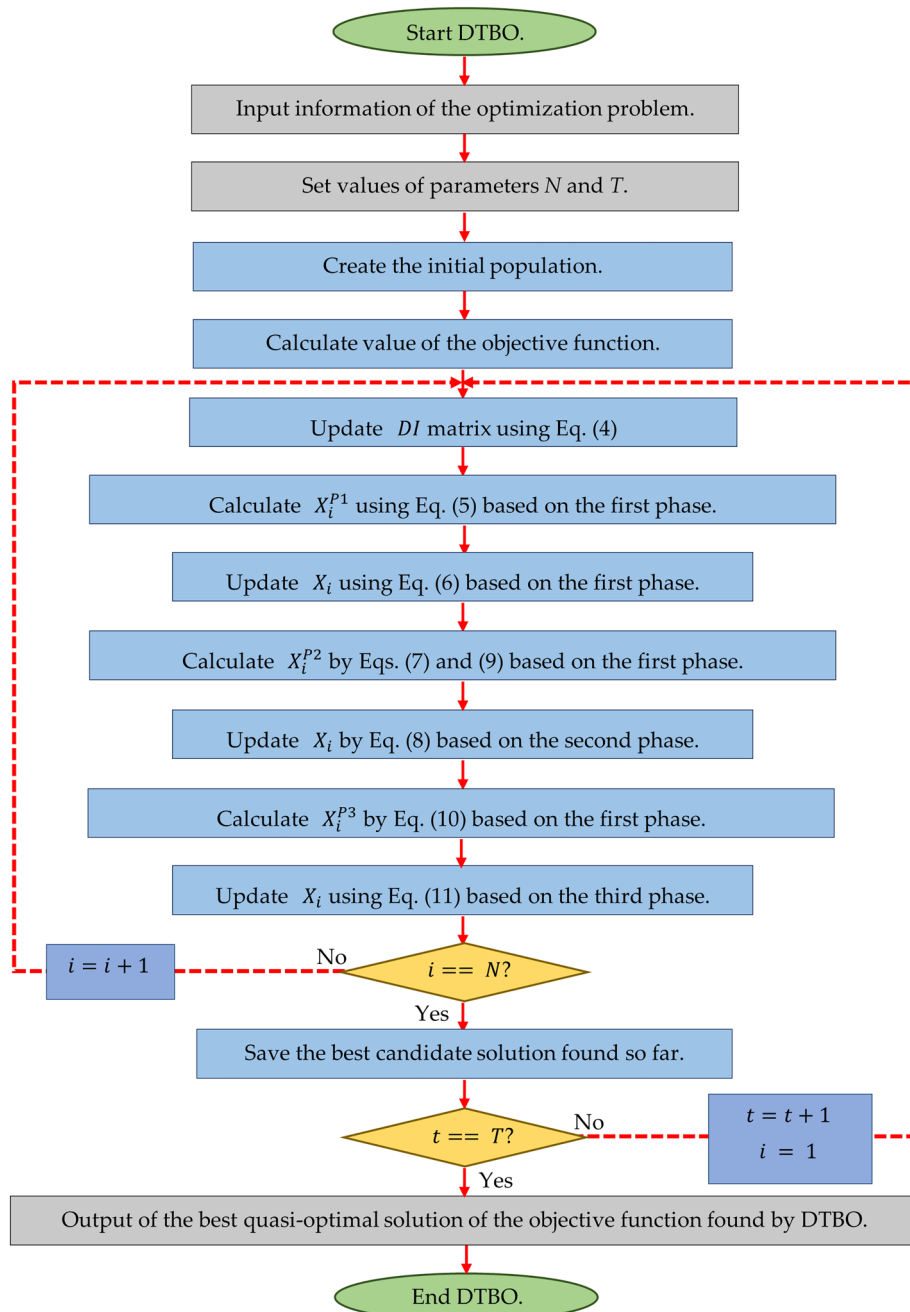 Start DTBO.
Input information of the optimization problem.
Set values of parameters N and T.
Create the initial population.
Calculate value of the objective function.
Update DI matrix using Eq. (4)
Calculate X_i^{P1} using Eq. (5) based on the first phase.
Update X_i using Eq. (6) based on the first phase.
Calculate X_i^{P2} by Eqs. (7) and (9) based on the first phase.
Update X_i by Eq. (8) based on the second phase.
Calculate X_i^{P3} by Eq. (10) based on the first phase.
Update X_i using Eq. (11) based on the third phase.
i = i + 1
No
i == N?
Yes
Save the best candidate solution found so far.
t == T?
No
t = t + 1
i = 1
Yes
Output of the best quasi-optimal solution of the objective function found by DTBO.
End DTBO.